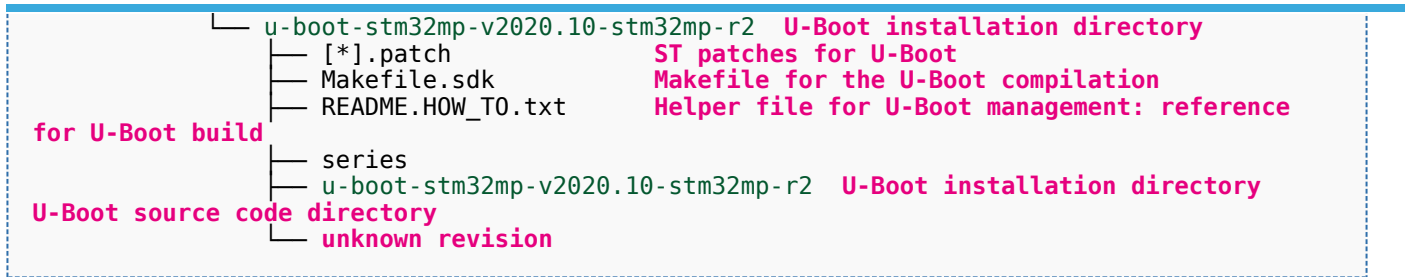 └── u-boot-stm32mp-v2020.10-stm32mp-r2 U-Boot installation directory
├── [*].patch ST patches for U-Boot
├── Makefile.sdk Makefile for the U-Boot compilation
├── README.HOW_TO.txt Helper file for U-Boot management: reference
for U-Boot build
├── series
├── u-boot-stm32mp-v2020.10-stm32mp-r2 U-Boot installation directory
U-Boot source code directory
└── unknown revision